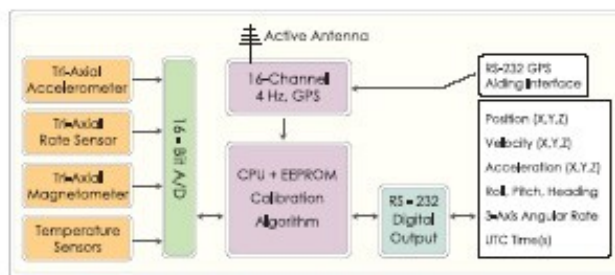 Active Antenna
Tri-Axial
Accelerometer
Tri-Axial
Rate Sensor
Tri-Axial
Magnetometer
Temperature
Sensors
16-Bit A/D
16-Channel
4 Hz, GPS
CPU + EEPROM
Calibration
Algorithm
RS-232
Digital
Output
RS-232 GPS
Aiding Interface
Position (X,Y,Z)
Velocity (X,Y,Z)
Acceleration (X,Y,Z)
Roll, Pitch, Heading
3-Axis Angular Rate
UTC Time(s)